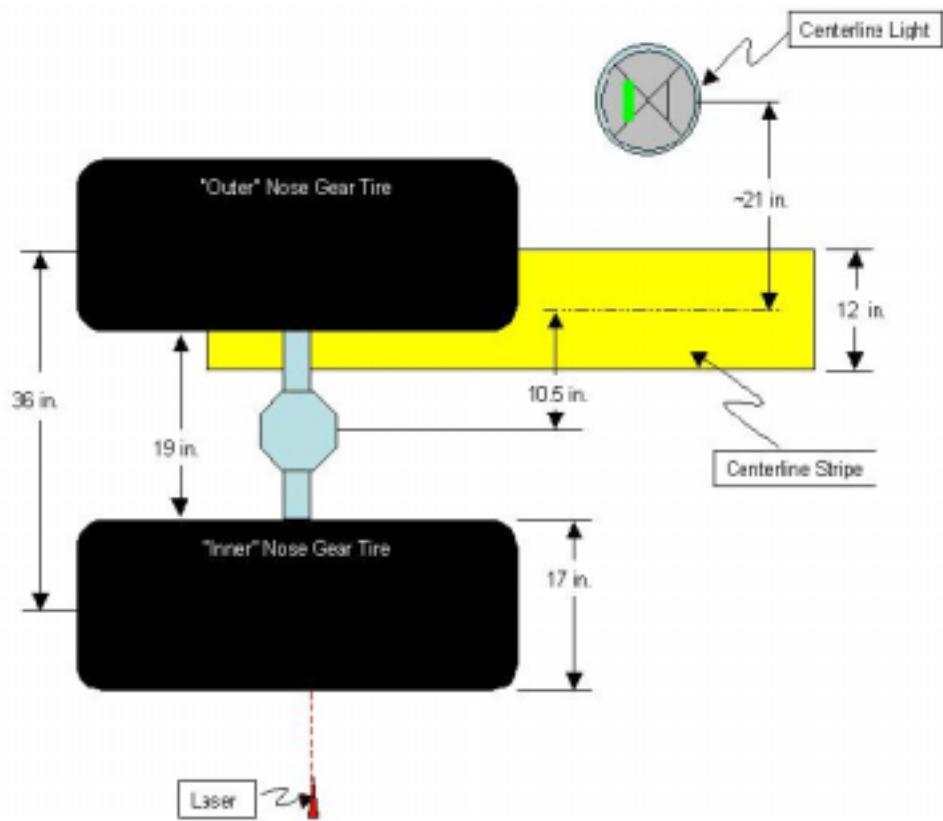 Centerline Light
"Outer" Nose Gear Tire
~21 in.
12 in.
10.5 in.
36 in.
19 in.
Centerline Stripe
"Inner" Nose Gear Tire
17 in.
Laser